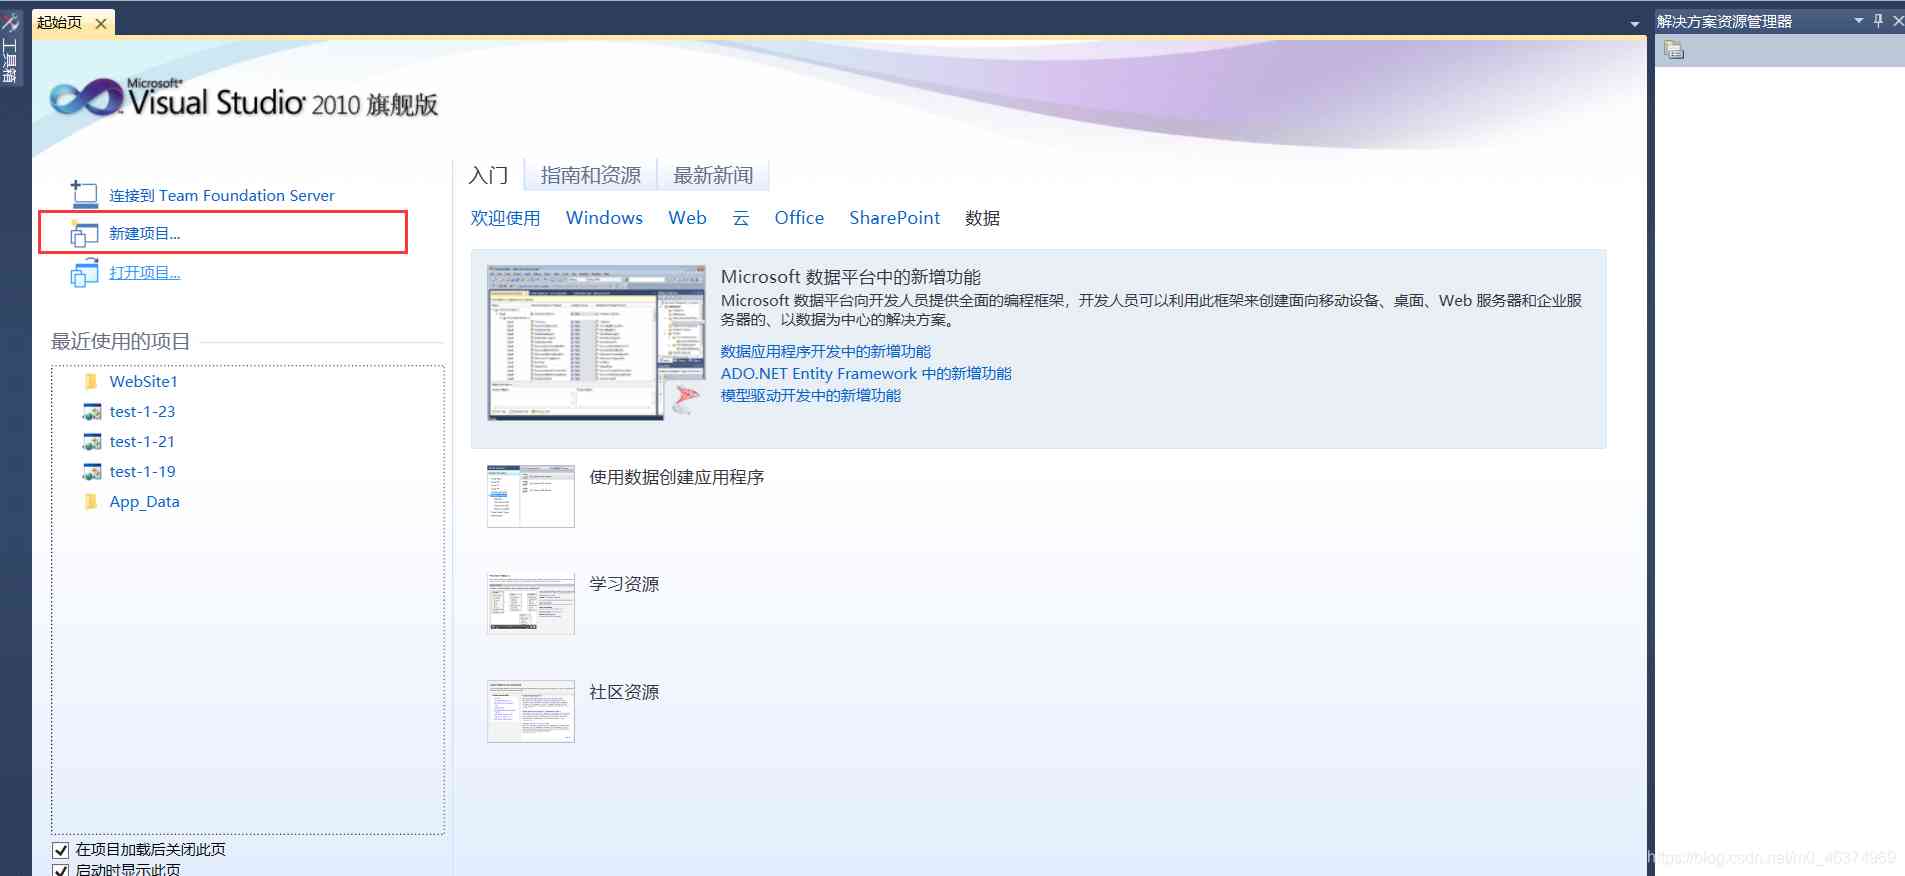 起始页
解决方案资源管理器
工具箱
Microsoft®
Visual Studio 2010 旗舰版
连接到 Team Foundation Server
新建项目...
打开项目...
最近使用的项目
WebSite1
test-1-23
test-1-21
test-1-19
App_Data
在项目加载后关闭此页
启动时显示此页
入门 指南和资源 最新新闻
欢迎使用 Windows Web 云 Office SharePoint 数据
Microsoft 数据平台中的新增功能
Microsoft 数据平台向开发人员提供全面的编程框架，开发人员可以利用此框架来创建面向移动设备、桌面、Web 服务器和企业服
务器的、以数据为中心的解决方案。
数据应用程序开发中的新增功能
ADO.NET Entity Framework 中的新增功能
模型驱动开发中的新增功能
使用数据创建应用程序
学习资源
社区资源